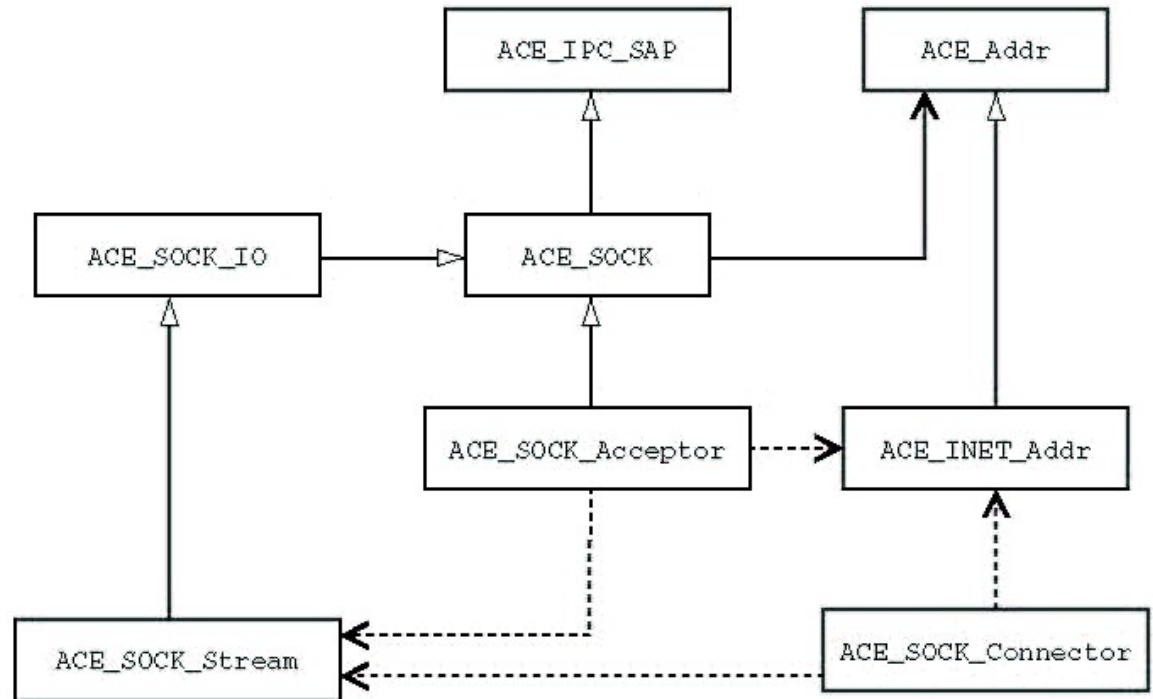 ACE_IPC_SAP
ACE_Addr
ACE_SOCK_IO
ACE_SOCK
ACE_SOCK_Acceptor
ACE_INET_Addr
ACE_SOCK_Stream
ACE_SOCK_Connector